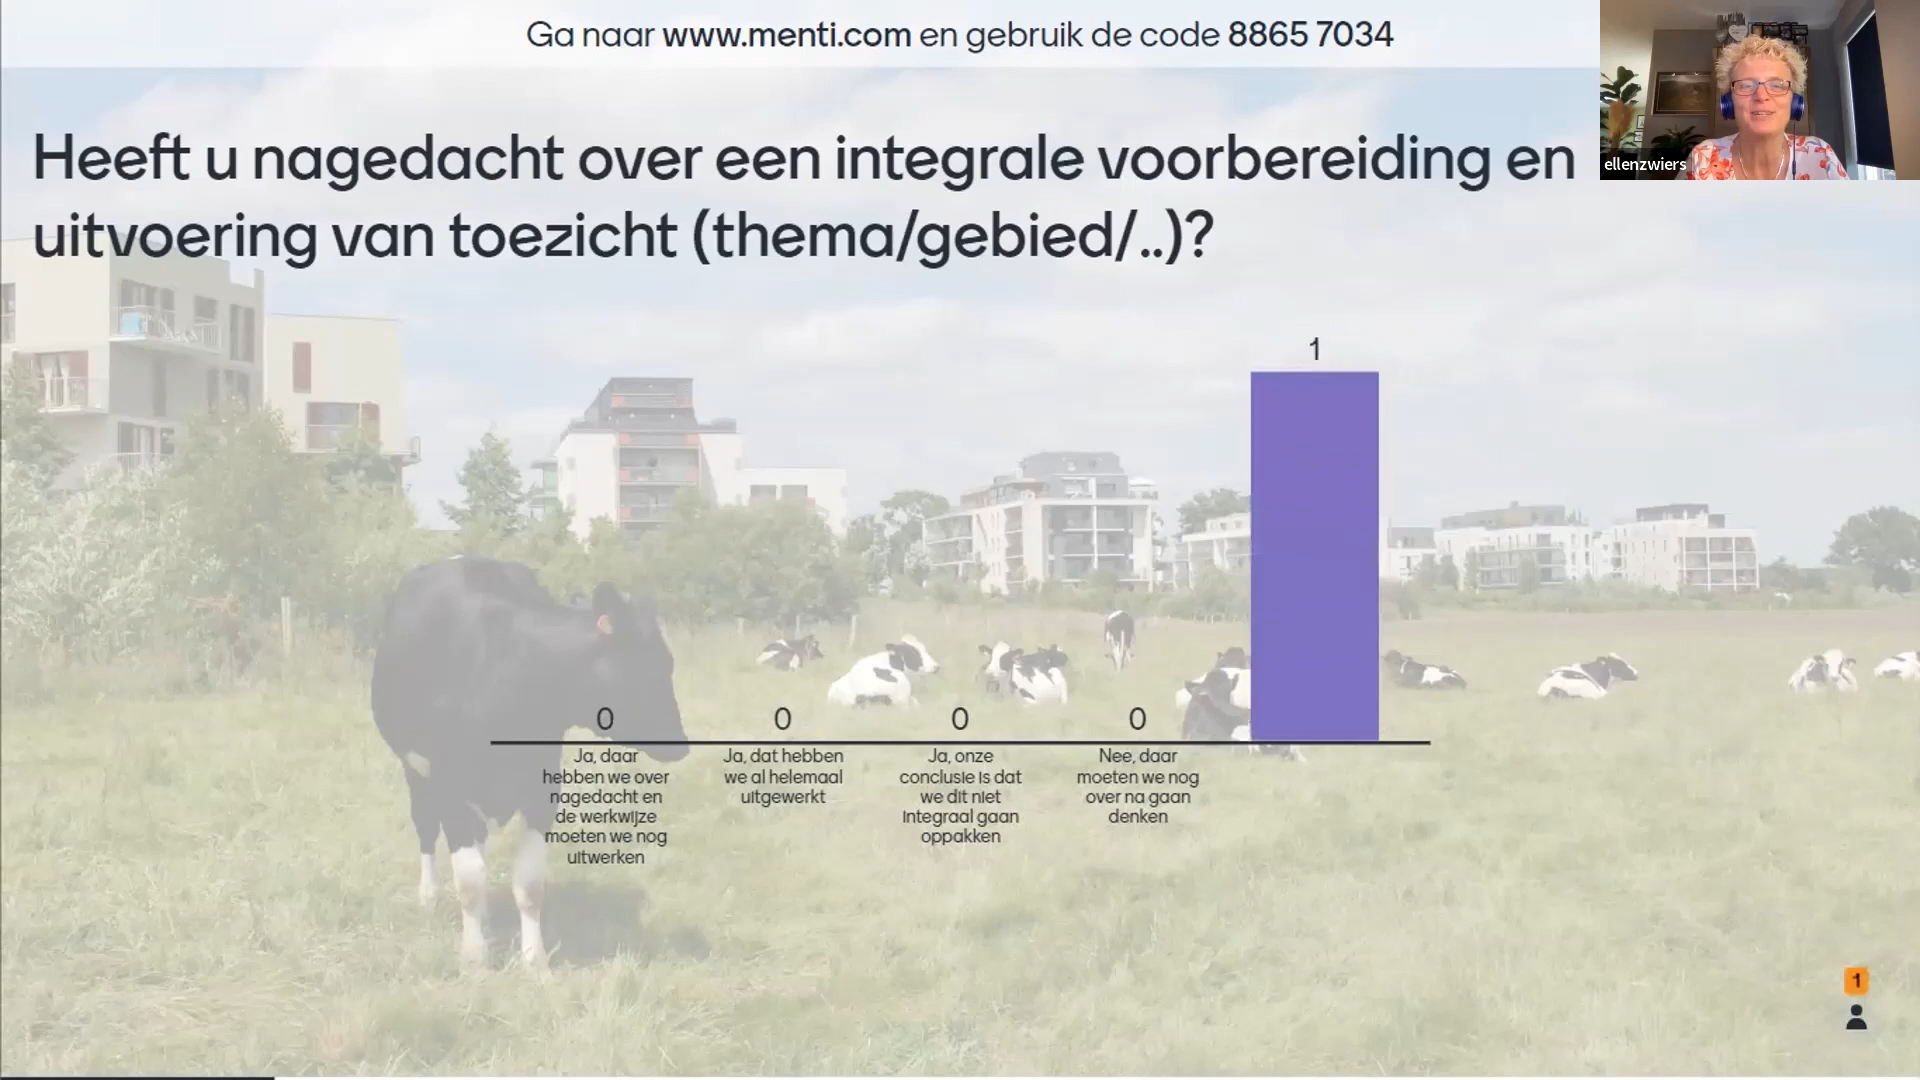 Ga naar www.menti.com en gebruik de code 8865 7034
ellenzwiers
Heeft u nagedacht over een integrale voorbereiding en
uitvoering van toezicht (thema/gebied/..)?
1
0
0
0
0
Ja, daar
hebben we over
nagedacht en
de werkwijze
moeten we nog
uitwerken
Ja, dat hebben
we al helemaal
uitgewerkt
Ja, onze
conclusie is dat
we dit niet
integraal gaan
oppakken
Nee, daar
moeten we nog
over na gaan
denken
1